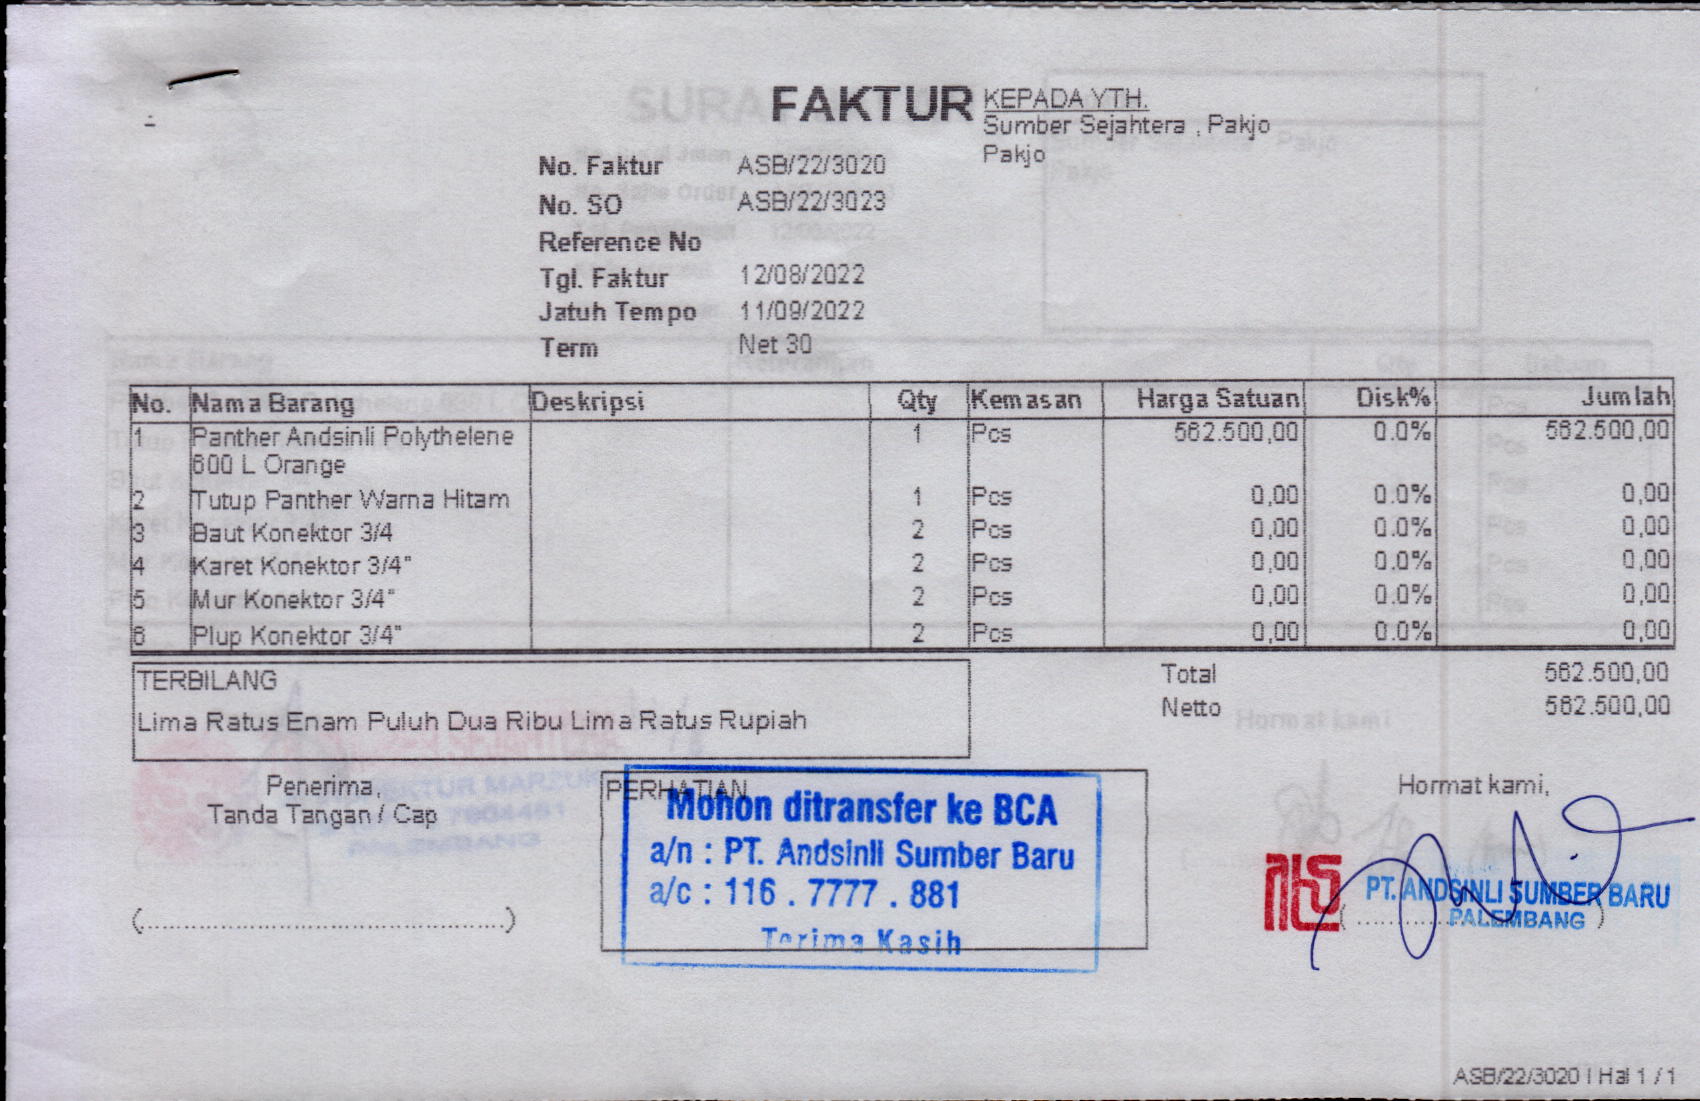 FAKTUR
KEPADA YTH.
Sumber Sejahtera , Pakjo
Pakjo
No. Faktur ASB/22/3020
No. SO ASB/22/3023
Reference No
Tgl. Faktur 12/08/2022
Jatuh Tempo 11/09/2022
Term Net 30
No. Nama Barang Deskripsi Qty Kemasan Harga Satuan Disk% Jumlah
1 Panther Andsinli Polythelene 1 Pcs 562.500,00 0.0% 562.500,00
600 L Orange
2 Tutup Panther Warna Hitam 1 Pcs 0,00 0.0% 0,00
3 Baut Konektor 3/4 2 Pcs 0,00 0.0% 0,00
4 Karet Konektor 3/4" 2 Pcs 0,00 0.0% 0,00
5 Mur Konektor 3/4" 2 Pcs 0,00 0.0% 0,00
6 Plup Konektor 3/4" 2 Pcs 0,00 0.0% 0,00
TERBILANG
Lima Ratus Enam Puluh Dua Ribu Lima Ratus Rupiah
Total 562.500,00
Netto 562.500,00
Penerima,
Tanda Tangan / Cap
(...............................................)
PERHATIAN
Mohon ditransfer ke BCA
a/n : PT. Andsinli Sumber Baru
a/c : 116 . 7777 . 881
Terima Kasih
Hormat kami,
PT. ANDSINLI SUMBER BARU
PALEMBANG
ASB/22/3020 | Hal 1 / 1